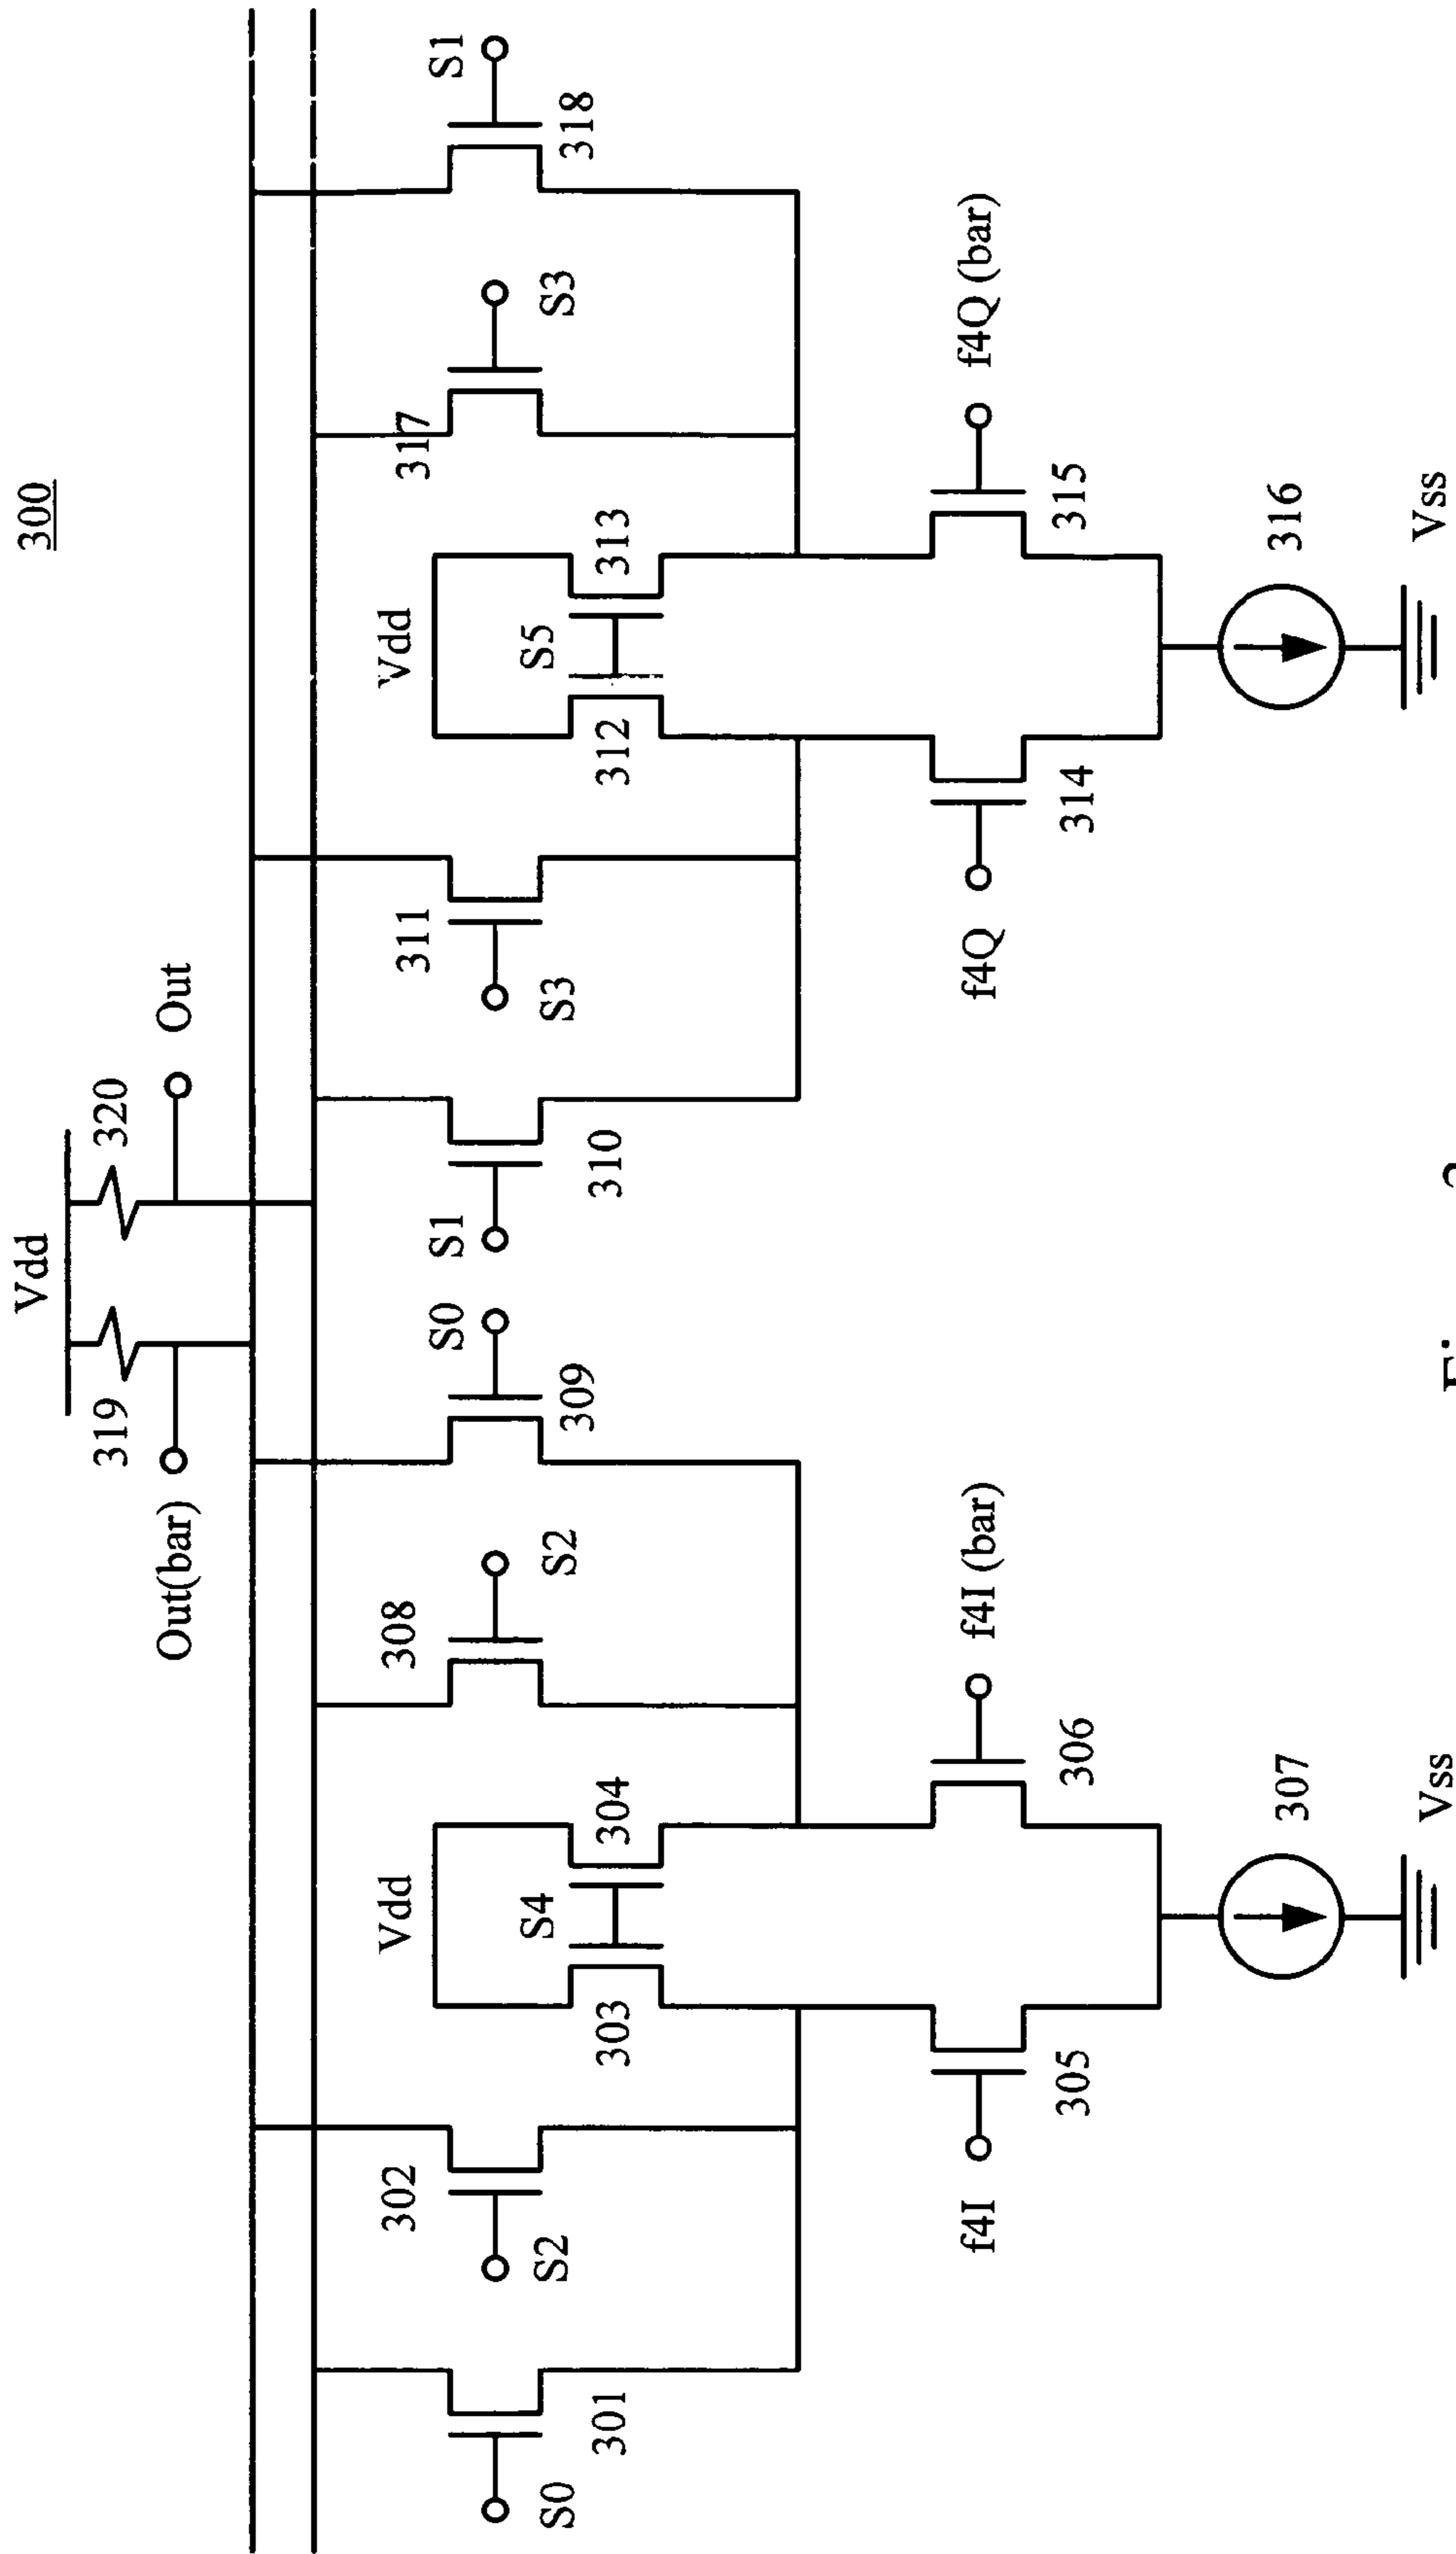 300
Vdd
319
320
Out(bar)
Out
S0
301
S2
302
Vdd
S4
303
304
308
S2
S0
309
S1
310
S3
311
Vdd
S5
312
313
317
S3
S1
318
f4I
305
306
f4I (bar)
f4Q
314
315
f4Q (bar)
307
316
Vss
Vss